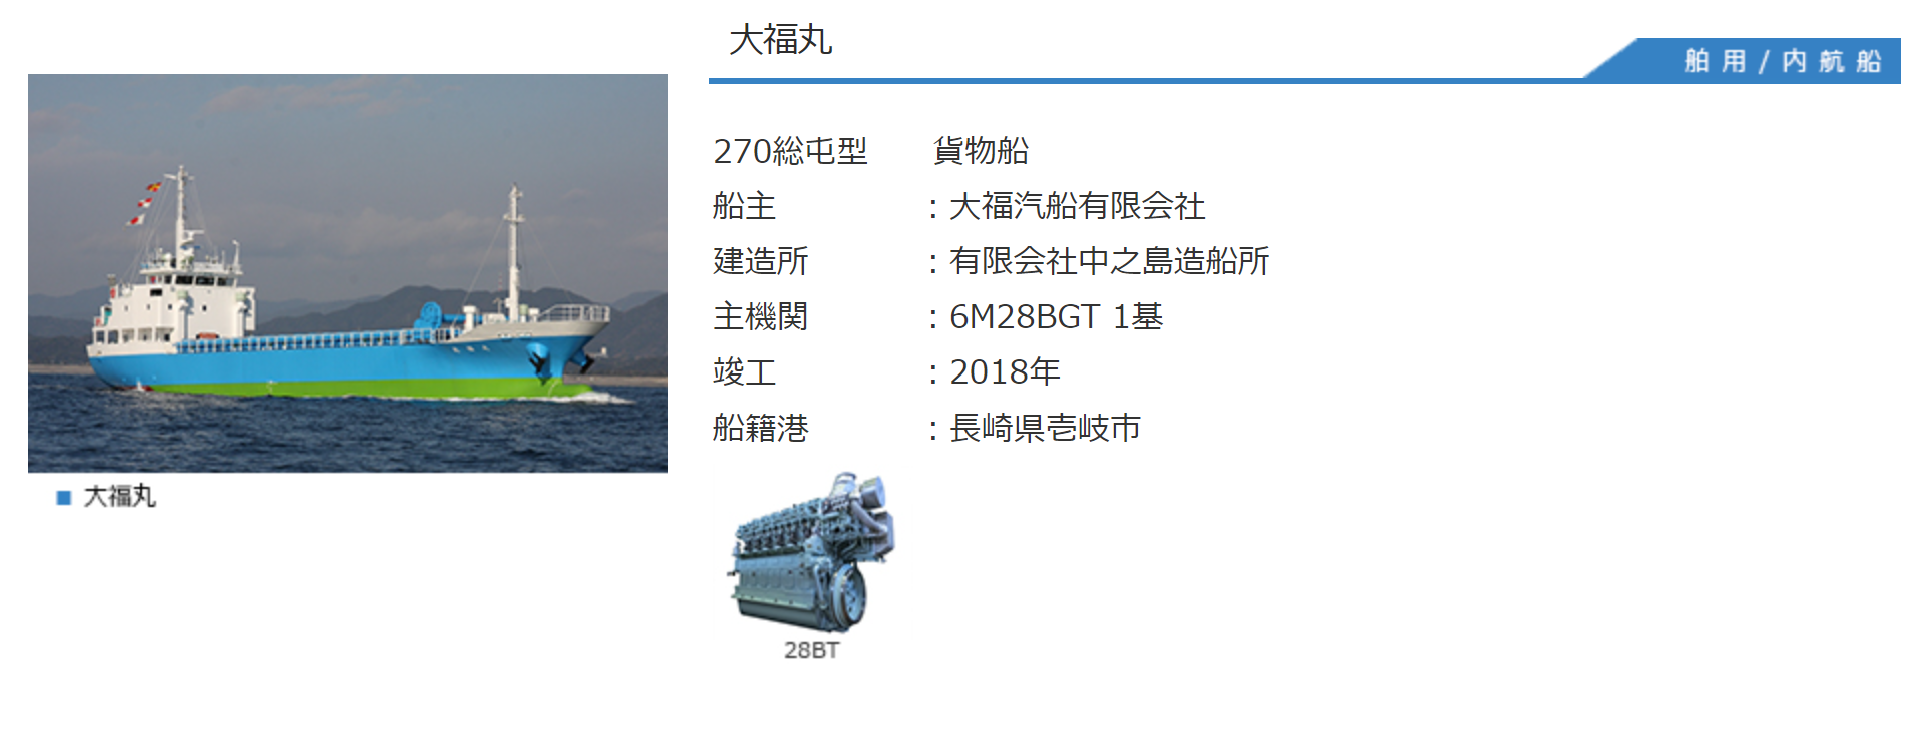 大福丸
舶用/内航船
270総屯型 貨物船
船主 : 大福汽船有限会社
建造所 : 有限会社中之島造船所
主機関 : 6M28BGT 1基
竣工 : 2018年
船籍港 : 長崎県壱岐市
■ 大福丸
28BT